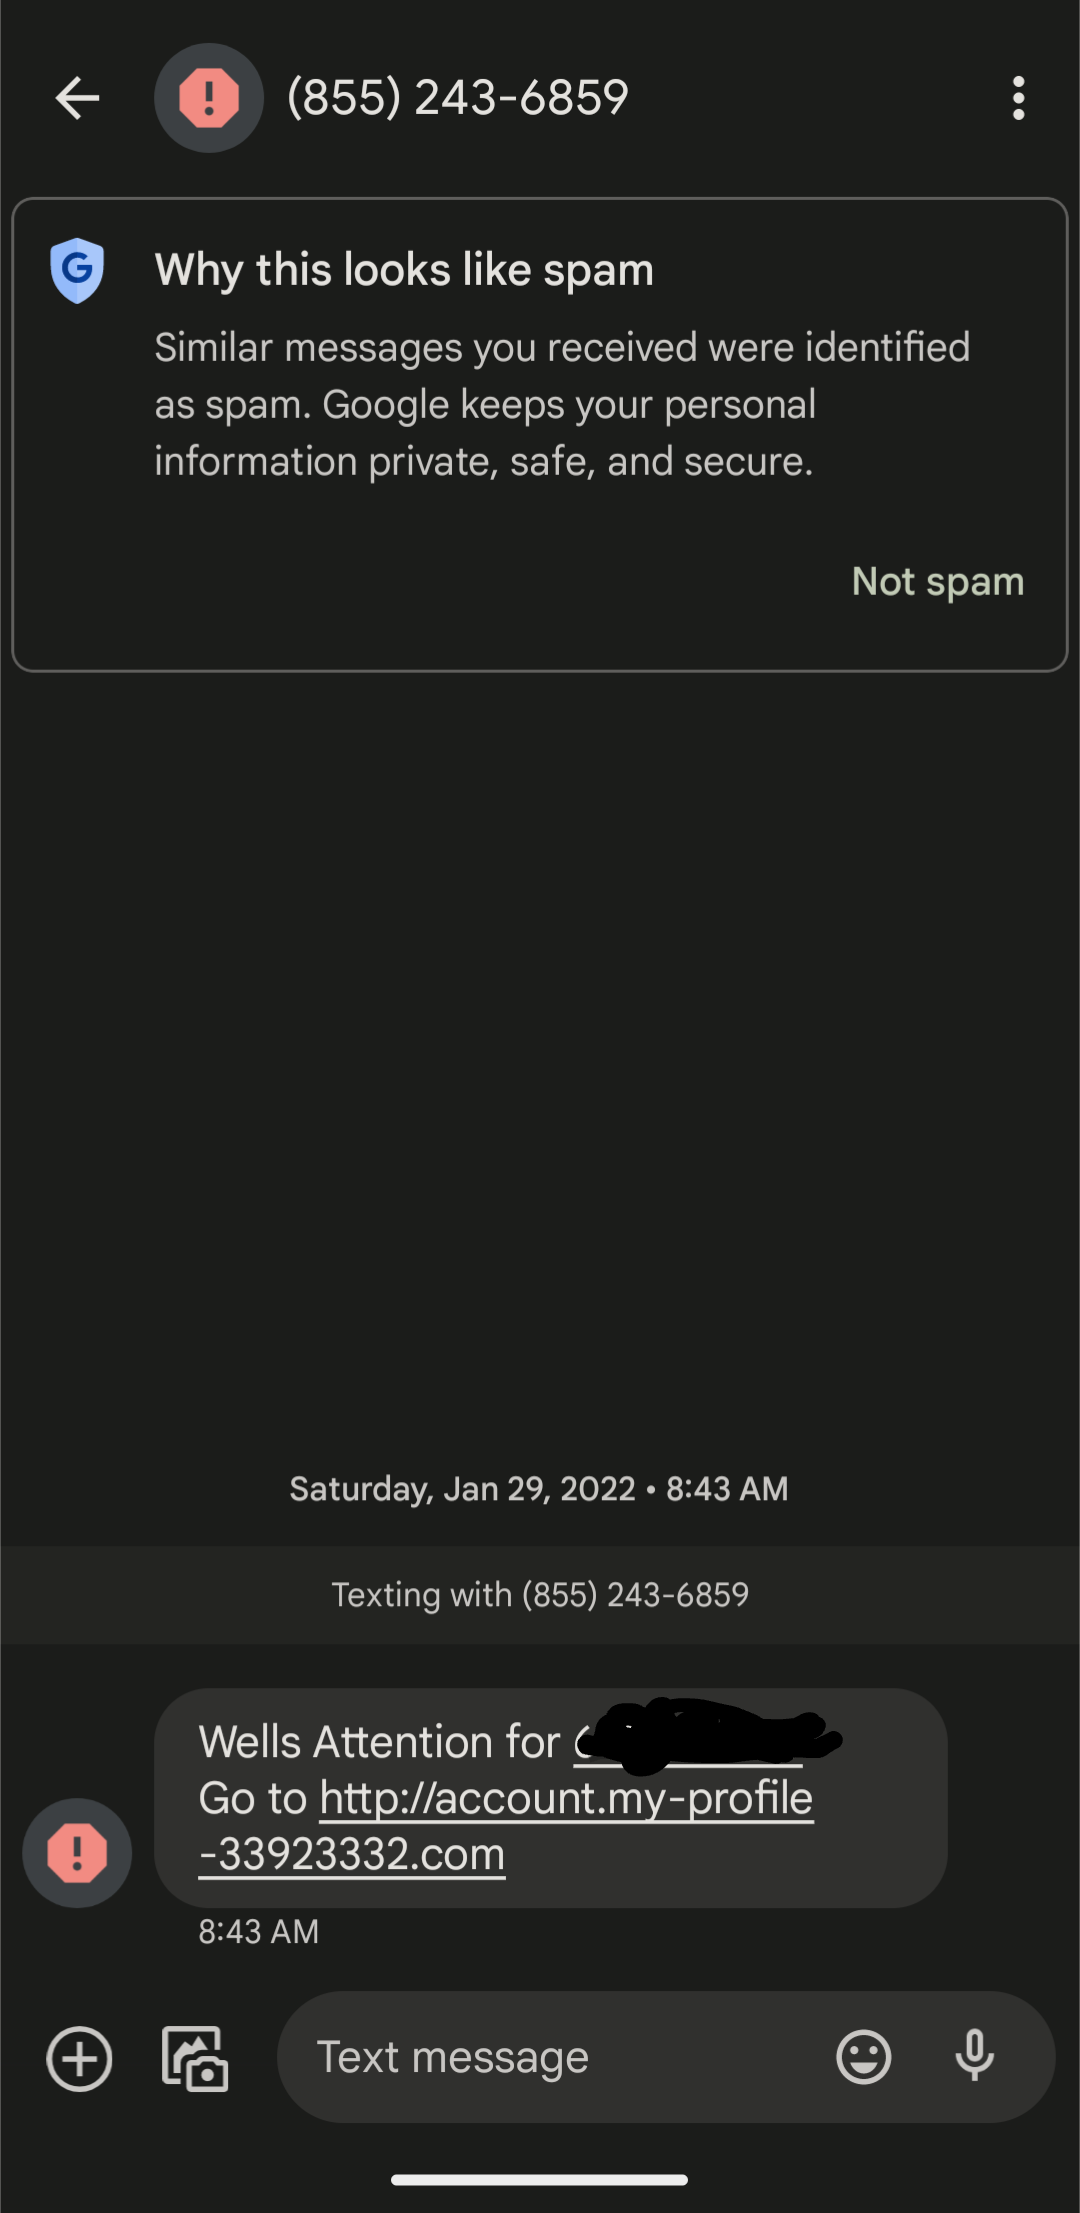 (855) 243-6859
Why this looks like spam
Similar messages you received were identified
as spam. Google keeps your personal
information private, safe, and secure.
Not spam
Saturday, Jan 29, 2022 • 8:43 AM
Texting with (855) 243-6859
Wells Attention for
Go to http://account.my-profile
-33923332.com
8:43 AM
Text message